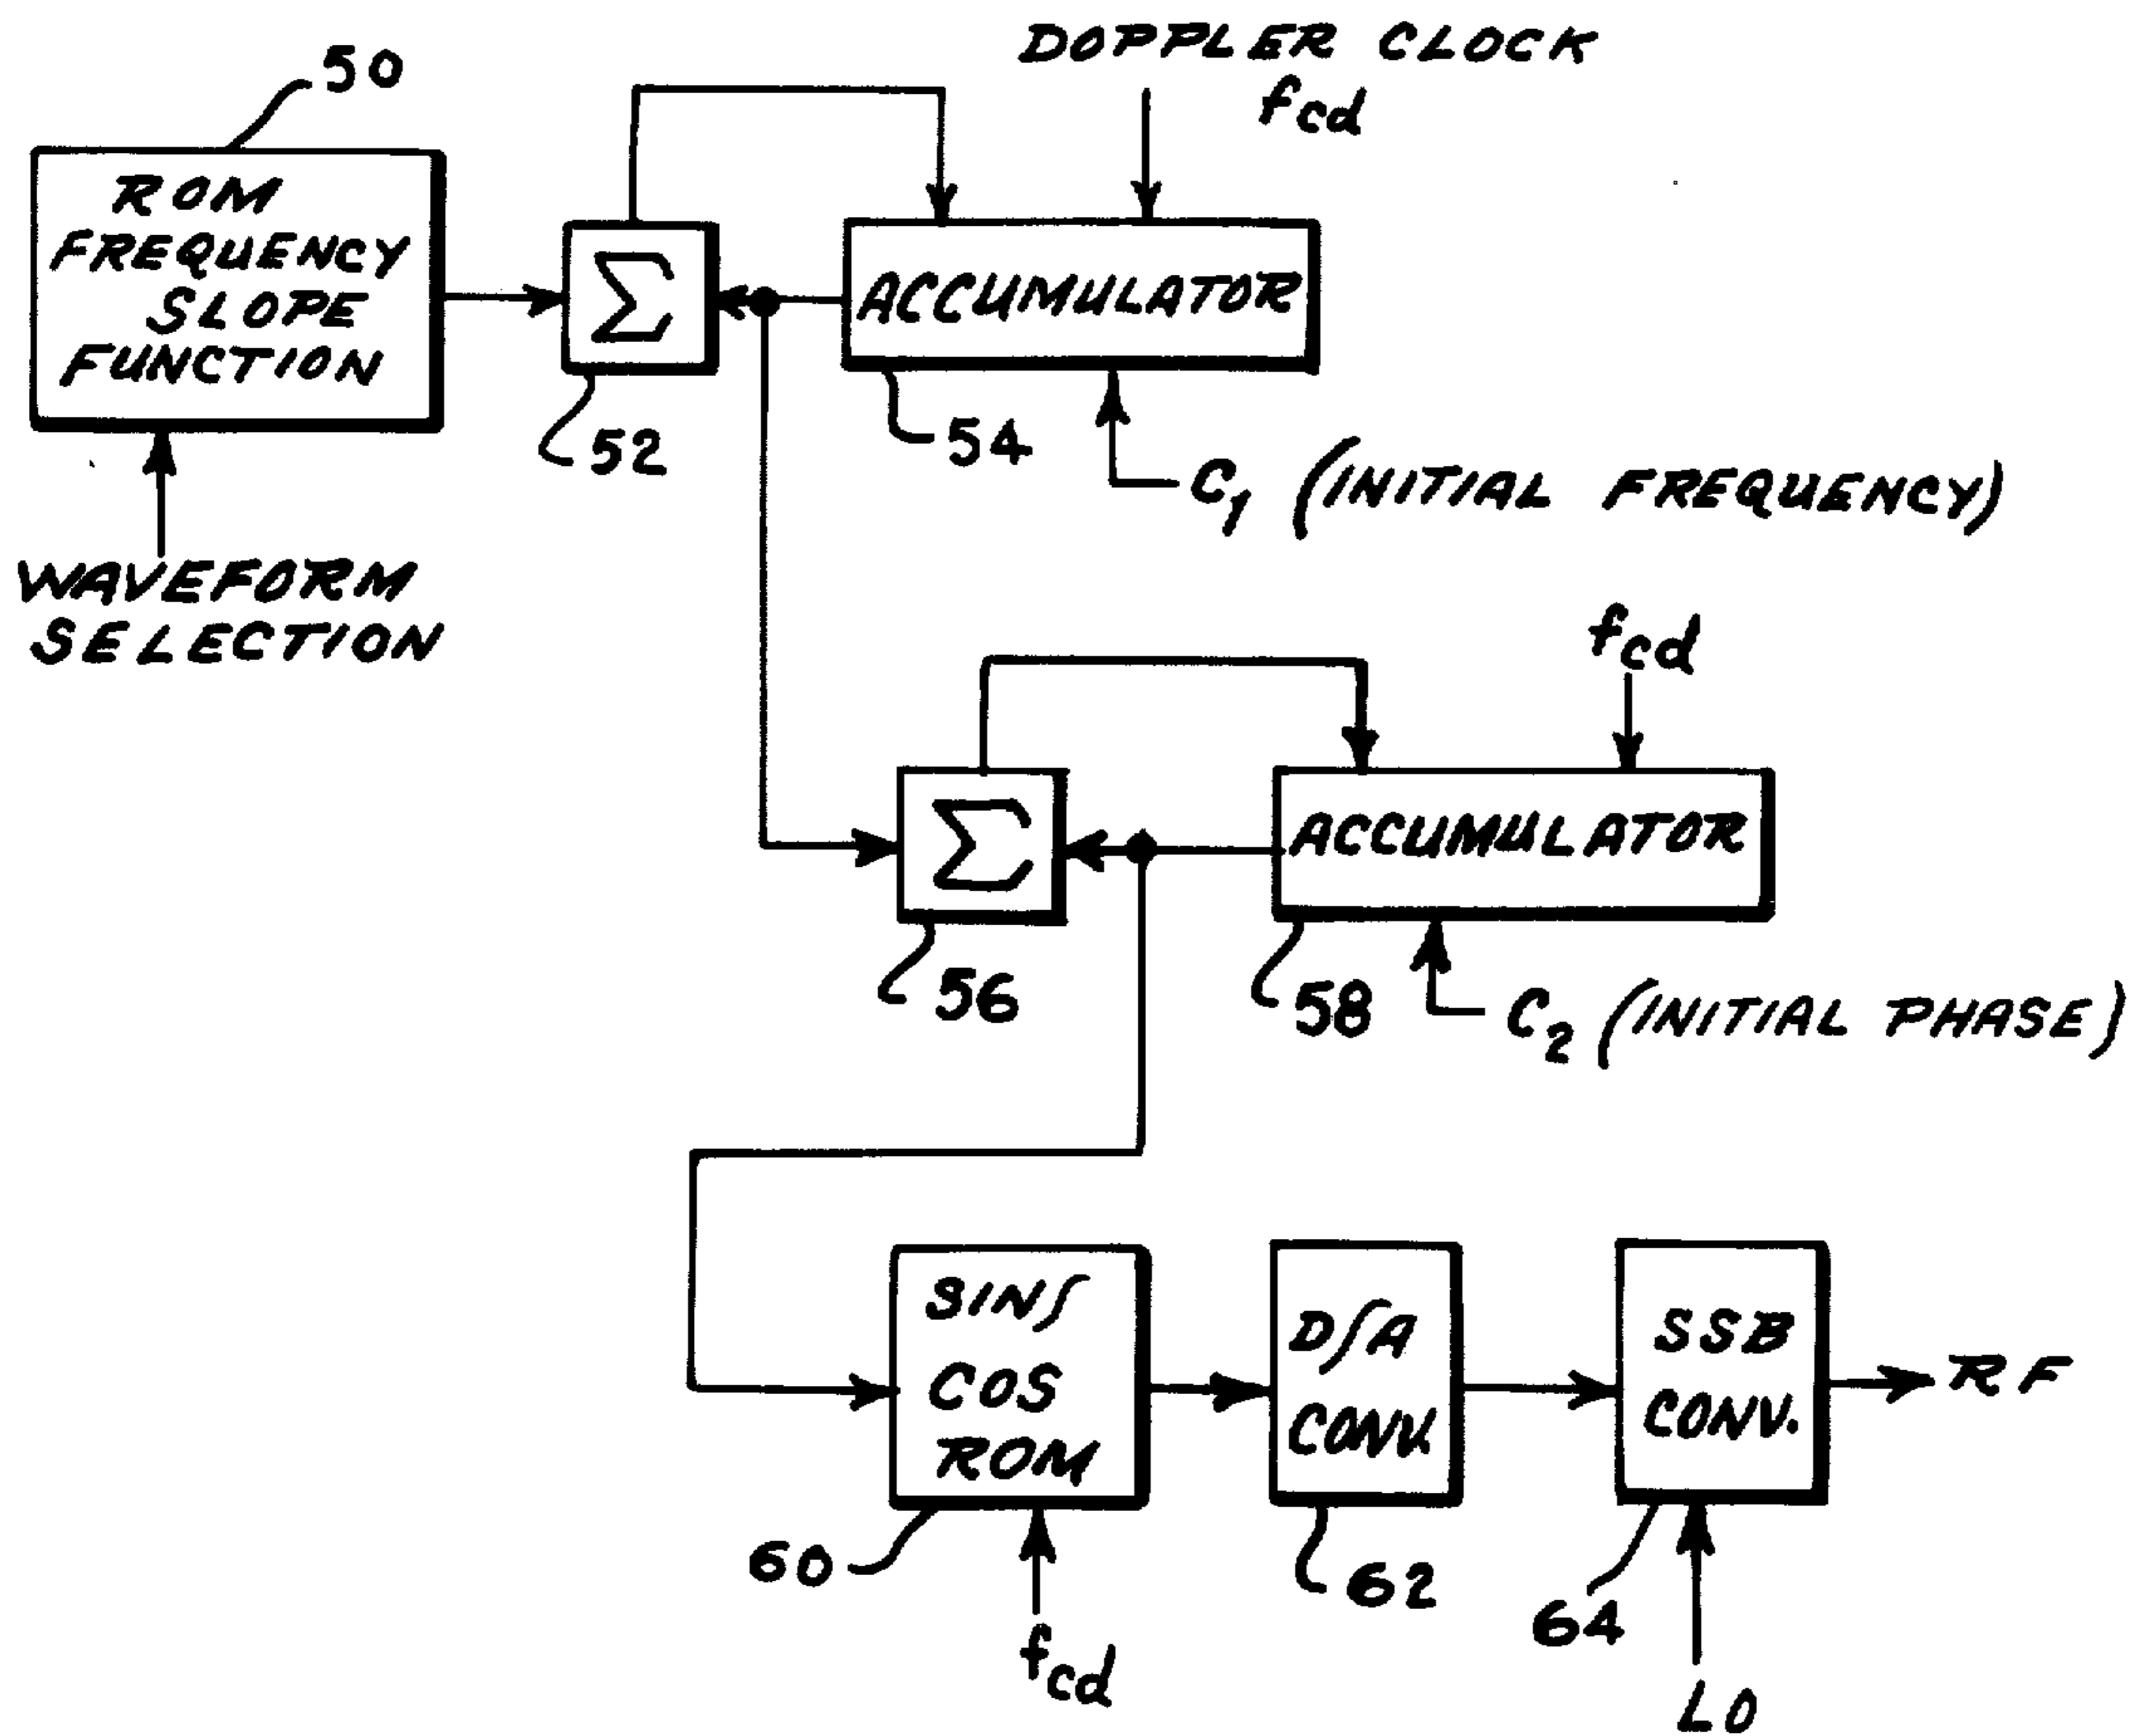 50
DOPPLER CLOCK
fcd
ROM
FREQUENCY
SLOPE
FUNCTION
Σ
ACCUMULATOR
52
54
C1 (INITIAL FREQUENCY)
WAVEFORM
SELECTION
fcd
Σ
ACCUMULATOR
56
58
C2 (INITIAL PHASE)
SIN/
COS
ROM
D/A
CONV.
SSB
CONV.
RF
60
62
64
fcd
LO